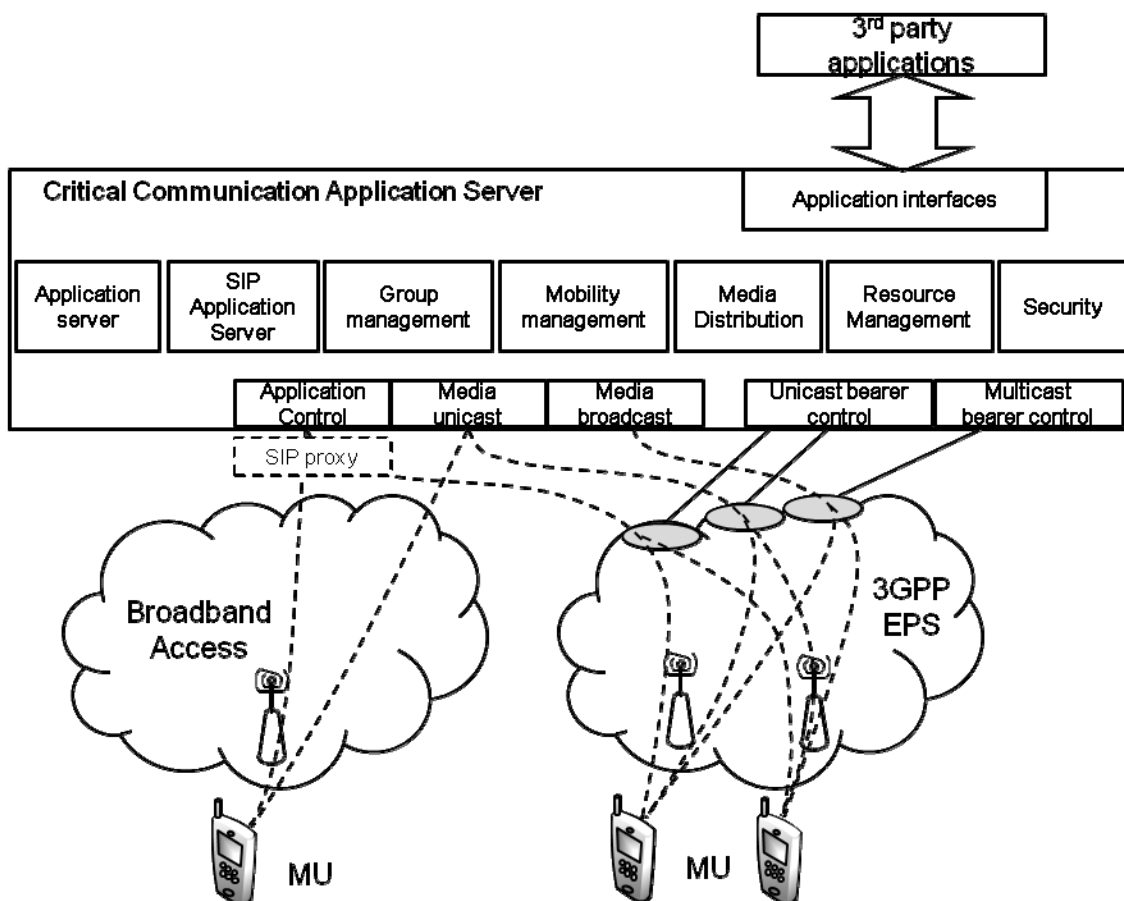 3rd party
applications
Critical Communication Application Server
Application interfaces
Application
server
SIP
Application
Server
Group
management
Mobility
management
Media
Distribution
Resource
Management
Security
Application
Control
Media
unicast
Media
broadcast
Unicast bearer
control
Multicast
bearer control
SIP proxy
Broadband
Access
3GPP
EPS
MU
MU